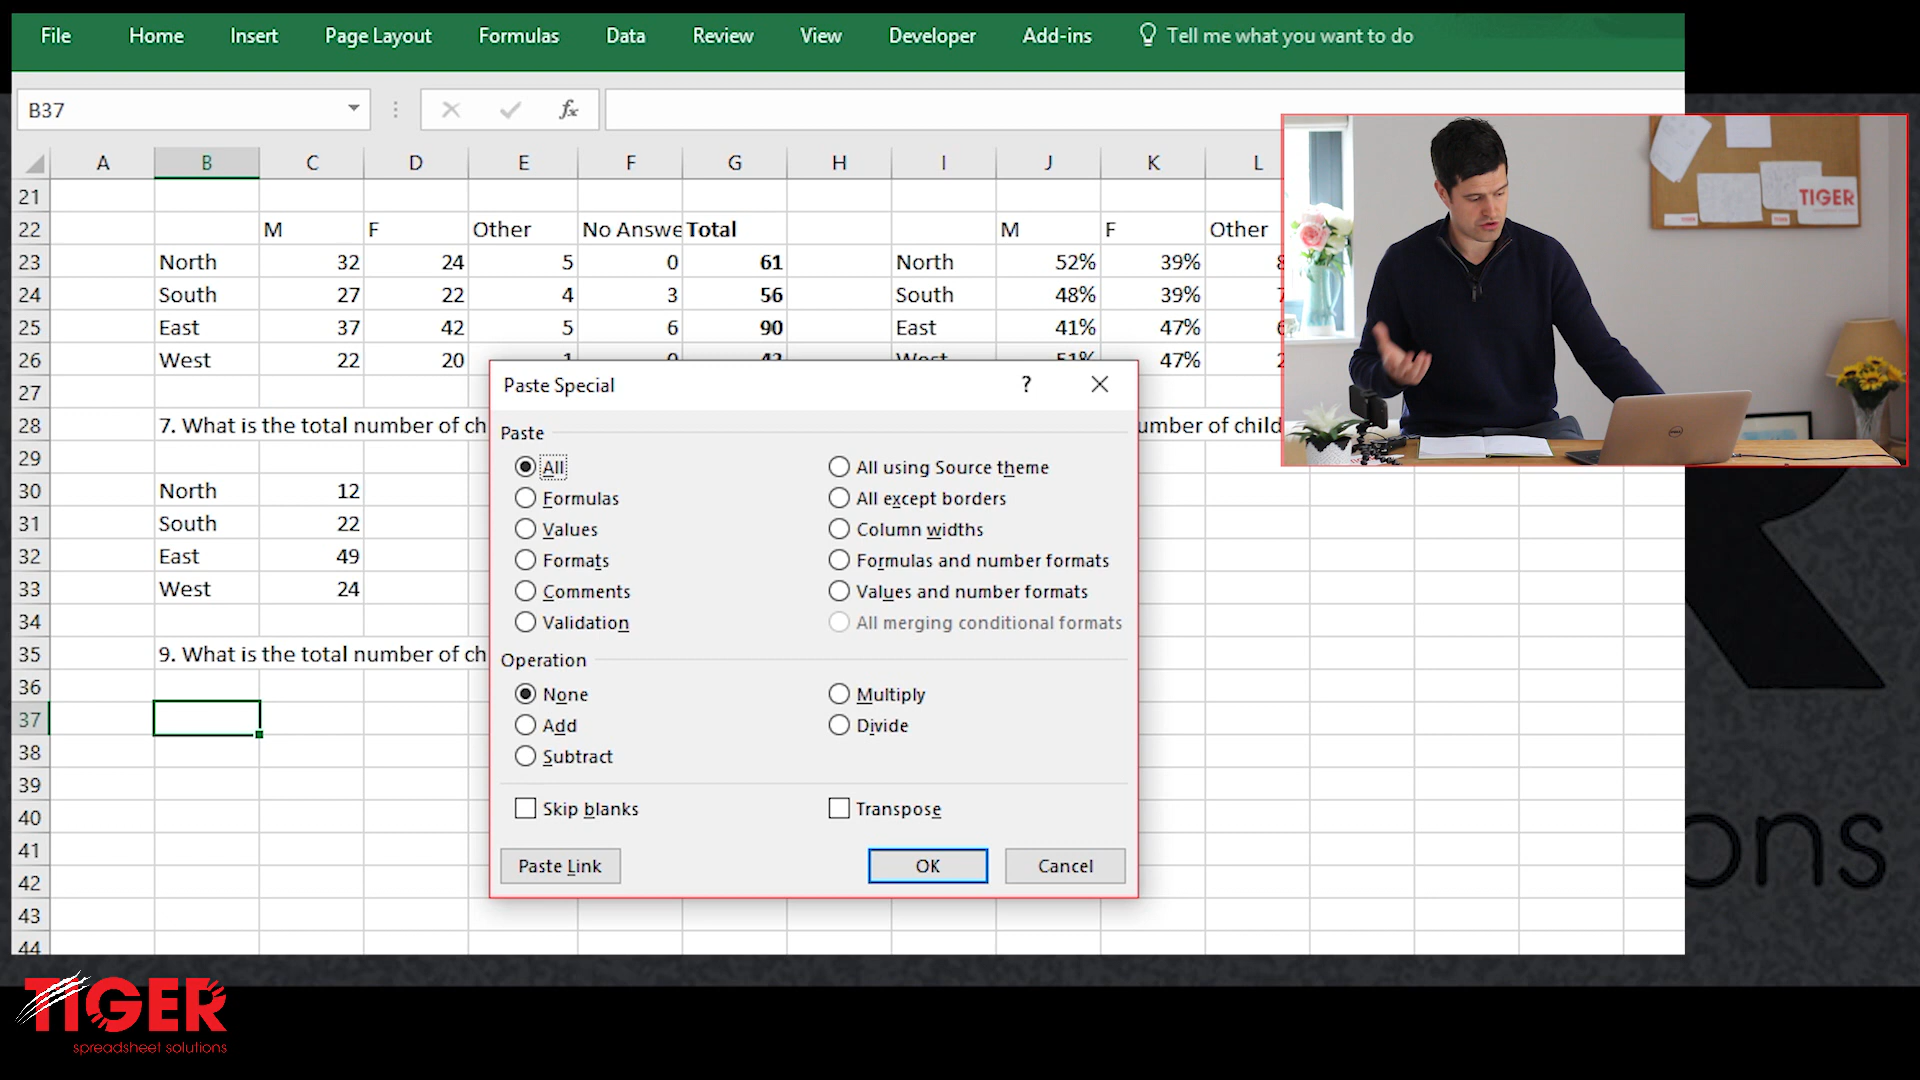 File Home Insert Page Layout Formulas Data Review View Developer Add-ins Tell me what you want to do
B37 fx
A B C D E F G H I J K L
21
22 M F Other No Answe Total M F Other
23 North 32 24 5 0 61 North 52% 39%
24 South 27 22 4 3 56 South 48% 39%
25 East 37 42 5 6 90 East 41% 47%
26 West 22 20 1 0 43 West 51% 47%
27
28 7. What is the total number of ch umber of child
29
30 North 12
31 South 22
32 East 49
33 West 24
34
35 9. What is the total number of ch
36
37
38
39
40
41
42
43
44
Paste Special ?
Paste
All All using Source theme
Formulas All except borders
Values Column widths
Formats Formulas and number formats
Comments Values and number formats
Validation All merging conditional formats
Operation
None Multiply
Add Divide
Subtract
Skip blanks Transpose
Paste Link OK Cancel
TIGER
DELL
ons
TIGER
spreadsheet solutions